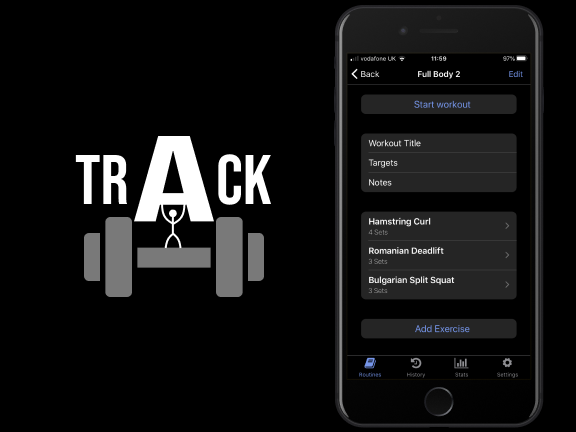 TRACK
vodafone UK
11:59
97%
Back
Full Body 2
Edit
Start workout
Workout Title
Targets
Notes
Hamstring Curl
4 Sets
Romanian Deadlift
3 Sets
Bulgarian Split Squat
3 Sets
Add Exercise
Routines
History
Stats
Settings